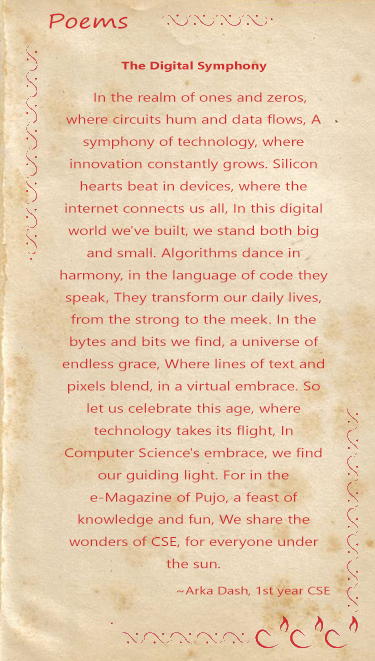 Poems
The Digital Symphony
In the realm of ones and zeros,
where circuits hum and data flows, A
symphony of technology, where
innovation constantly grows. Silicon
hearts beat in devices, where the
internet connects us all, In this digital
world we've built, we stand both big
and small. Algorithms dance in
harmony, in the language of code they
speak, They transform our daily lives,
from the strong to the meek. In the
bytes and bits we find, a universe of
endless grace, Where lines of text and
pixels blend, in a virtual embrace. So
let us celebrate this age, where
technology takes its flight, In
Computer Science's embrace, we find
our guiding light. For in the
e-Magazine of Pujo, a feast of
knowledge and fun, We share the
wonders of CSE, for everyone under
the sun.
~Arka Dash, 1st year CSE